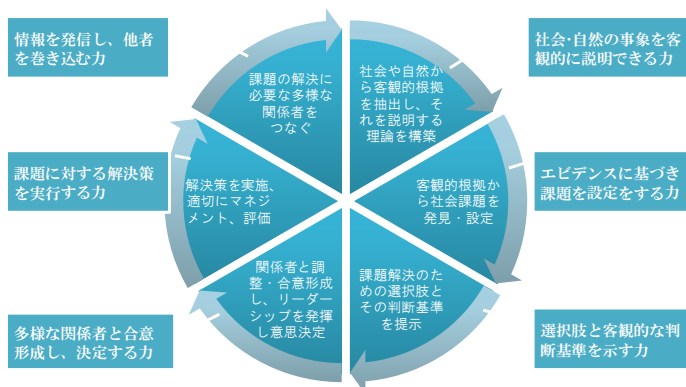 情報を発信し、他者
を巻き込む力
社会･自然の事象を客
観的に説明できる力
課題の解決に
必要な多様な
関係者を
つなぐ
社会や自然か
ら客観的根拠
を抽出し、そ
れを説明する
理論を構築
課題に対する解決策
を実行する力
解決策を実施、
適切にマネジ
メント、評価
客観的根拠か
ら社会課題を
発見・設定
エビデンスに基づき
課題を設定をする力
関係者と調
整・合意形成
し、リーダー
シップを発揮
し意思決定
課題解決のた
めの選択肢と
その判断基準
を提示
多様な関係者と合意
形成し、決定する力
選択肢と客観的な判
断基準を示す力